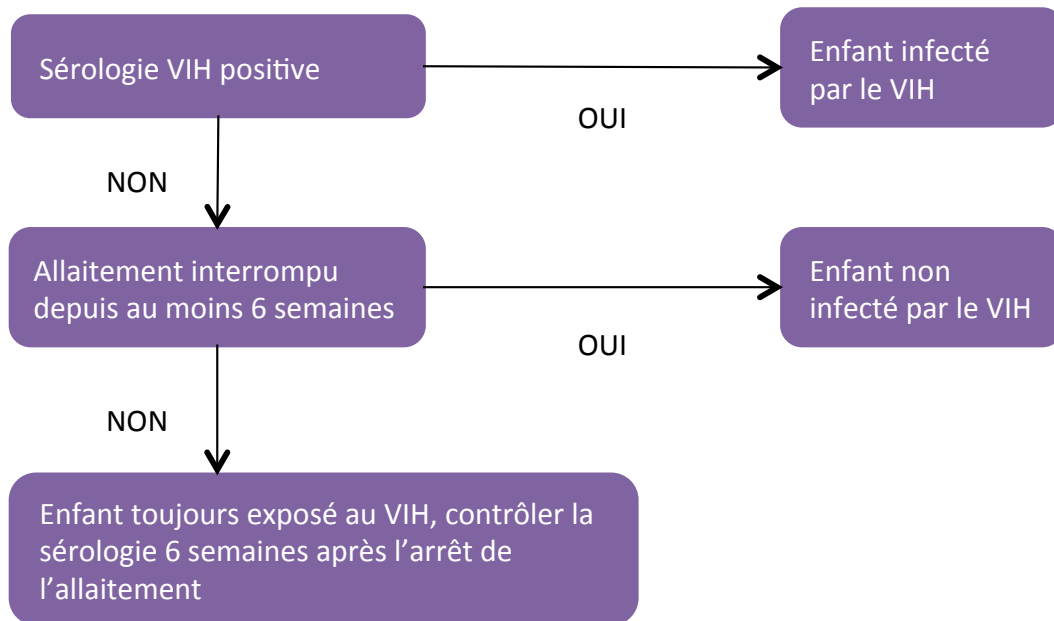 Sérologie VIH positive
OUI
Enfant infecté
par le VIH
NON
Allaitement interrompu
depuis au moins 6 semaines
OUI
Enfant non
infecté par le VIH
NON
Enfant toujours exposé au VIH, contrôler la
sérologie 6 semaines après l’arrêt de
l’allaitement